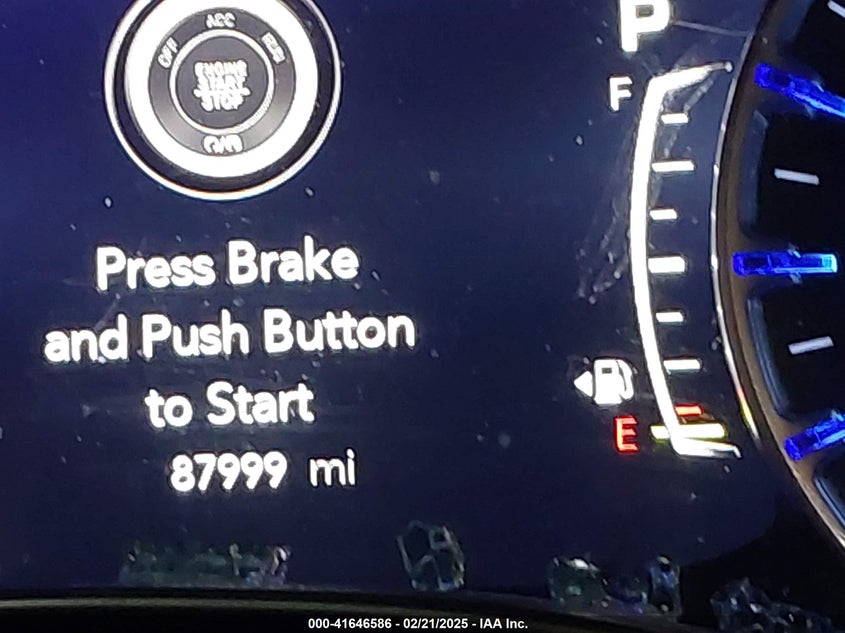 ACC
OFF
RUN
ENGINE
START
STOP
P
F
Press Brake
and Push Button
to Start
E
87999 mi
000-41646586 - 02/21/2025 - IAA Inc.